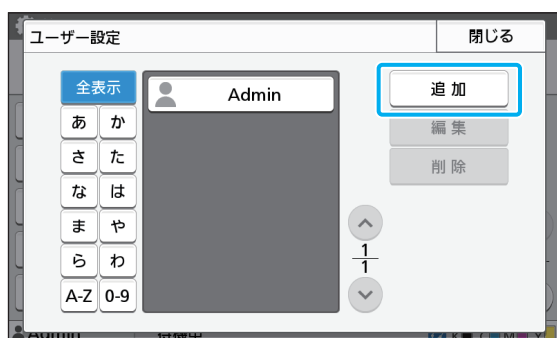 ユーザー設定
閉じる
全表示
Admin
追 加
あ か
編 集
さ た
削 除
な は
ま や
ら わ
1
1
A-Z 0-9
Admin